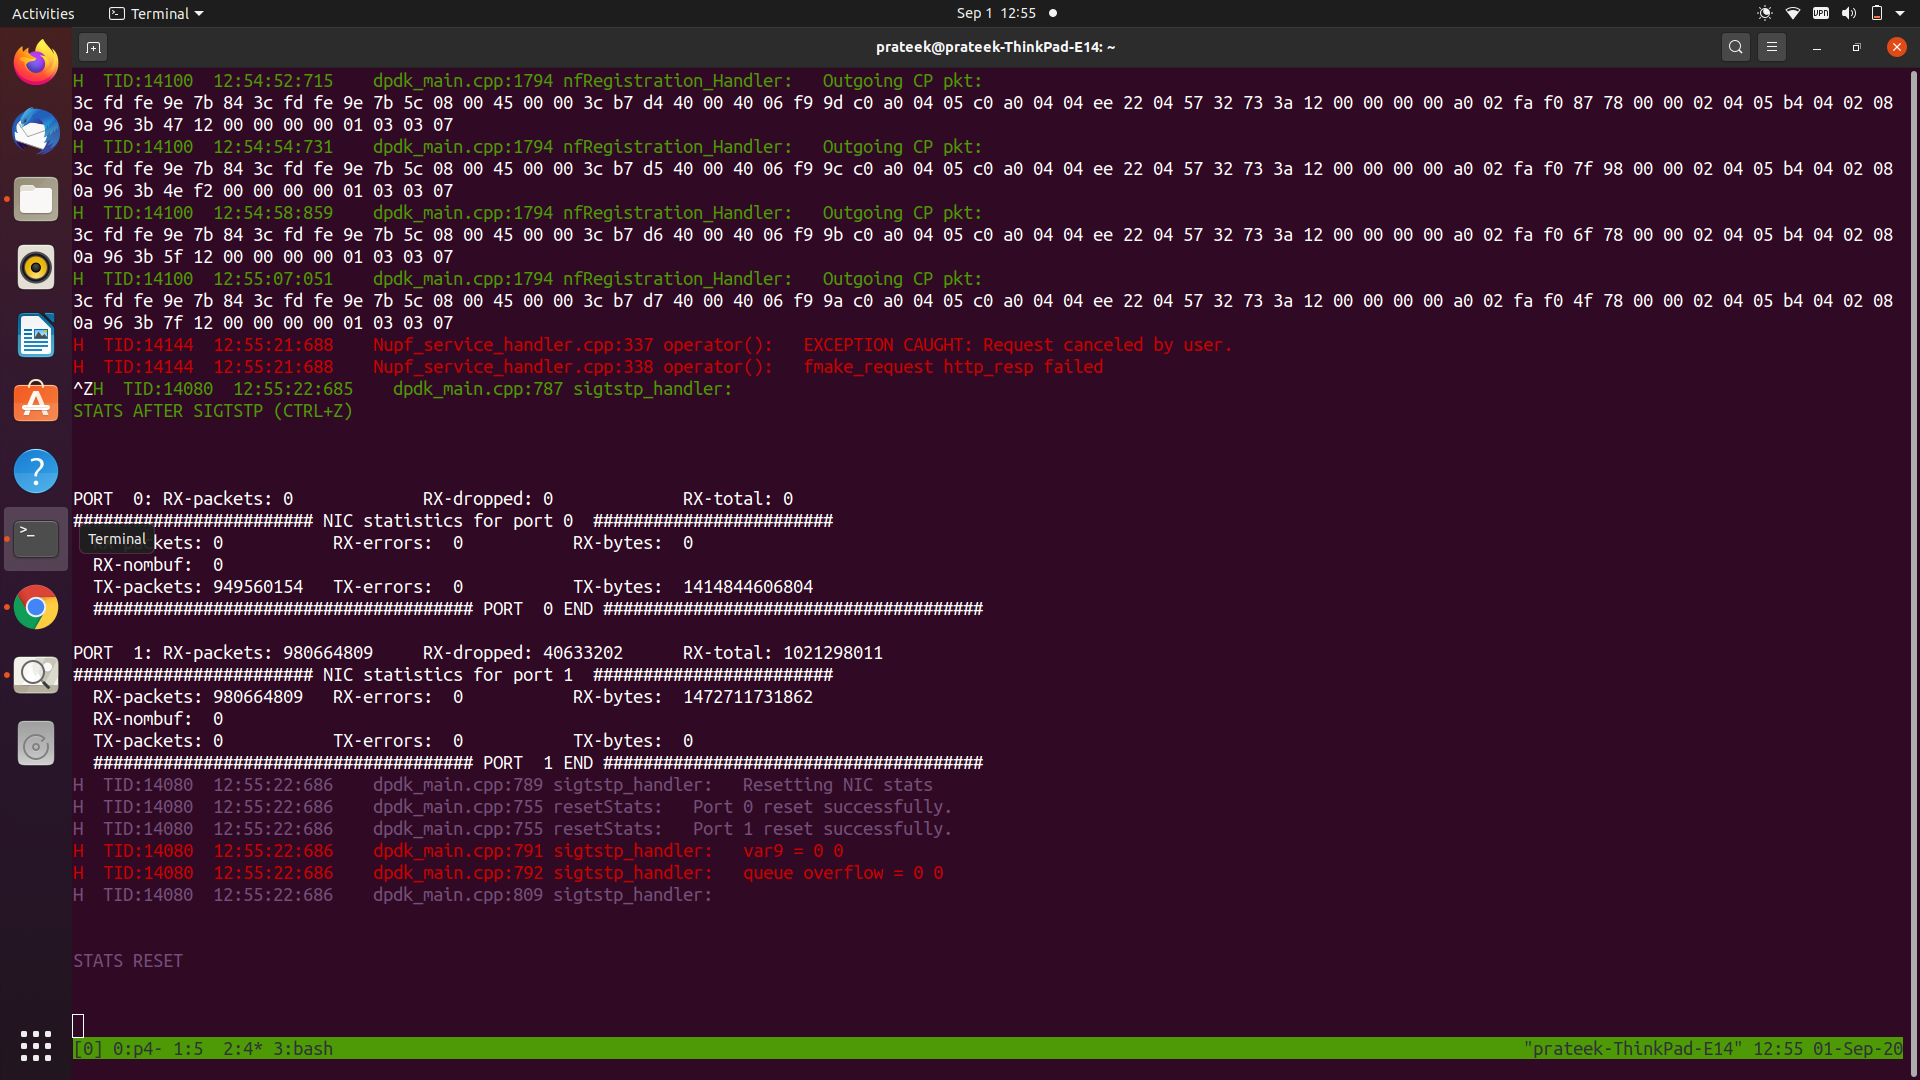 Activities Terminal Sep 1 12:55 VPN
prateek@prateek-ThinkPad-E14: ~
H TID:14100 12:54:52:715 dpdk_main.cpp:1794 nfRegistration_Handler: Outgoing CP pkt:
3c fd fe 9e 7b 84 3c fd fe 9e 7b 5c 08 00 45 00 00 3c b7 d4 40 00 40 06 f9 9d c0 a0 04 05 c0 a0 04 04 ee 22 04 57 32 73 3a 12 00 00 00 00 a0 02 fa f0 87 78 00 00 02 04 05 b4 04 02 08
0a 96 3b 47 12 00 00 00 00 01 03 03 07
H TID:14100 12:54:54:731 dpdk_main.cpp:1794 nfRegistration_Handler: Outgoing CP pkt:
3c fd fe 9e 7b 84 3c fd fe 9e 7b 5c 08 00 45 00 00 3c b7 d5 40 00 40 06 f9 9c c0 a0 04 05 c0 a0 04 04 ee 22 04 57 32 73 3a 12 00 00 00 00 a0 02 fa f0 7f 98 00 00 02 04 05 b4 04 02 08
0a 96 3b 4e f2 00 00 00 00 01 03 03 07
H TID:14100 12:54:58:859 dpdk_main.cpp:1794 nfRegistration_Handler: Outgoing CP pkt:
3c fd fe 9e 7b 84 3c fd fe 9e 7b 5c 08 00 45 00 00 3c b7 d6 40 00 40 06 f9 9b c0 a0 04 05 c0 a0 04 04 ee 22 04 57 32 73 3a 12 00 00 00 00 a0 02 fa f0 6f 78 00 00 02 04 05 b4 04 02 08
0a 96 3b 5f 12 00 00 00 00 01 03 03 07
H TID:14100 12:55:07:051 dpdk_main.cpp:1794 nfRegistration_Handler: Outgoing CP pkt:
3c fd fe 9e 7b 84 3c fd fe 9e 7b 5c 08 00 45 00 00 3c b7 d7 40 00 40 06 f9 9a c0 a0 04 05 c0 a0 04 04 ee 22 04 57 32 73 3a 12 00 00 00 00 a0 02 fa f0 4f 78 00 00 02 04 05 b4 04 02 08
0a 96 3b 7f 12 00 00 00 00 01 03 03 07
H TID:14144 12:55:21:688 Nupf_service_handler.cpp:337 operator(): EXCEPTION CAUGHT: Request canceled by user.
H TID:14144 12:55:21:688 Nupf_service_handler.cpp:338 operator(): fmake_request http_resp failed
^ZH TID:14080 12:55:22:685 dpdk_main.cpp:787 sigtstp_handler:
STATS AFTER SIGTSTP (CTRL+Z)
PORT 0: RX-packets: 0 RX-dropped: 0 RX-total: 0
######################## NIC statistics for port 0 ########################
kets: 0 RX-errors: 0 RX-bytes: 0
Terminal
RX-nombuf: 0
TX-packets: 949560154 TX-errors: 0 TX-bytes: 1414844606804
###################################### PORT 0 END ######################################
PORT 1: RX-packets: 980664809 RX-dropped: 40633202 RX-total: 1021298011
######################## NIC statistics for port 1 ########################
RX-packets: 980664809 RX-errors: 0 RX-bytes: 1472711731862
RX-nombuf: 0
TX-packets: 0 TX-errors: 0 TX-bytes: 0
###################################### PORT 1 END ######################################
H TID:14080 12:55:22:686 dpdk_main.cpp:789 sigtstp_handler: Resetting NIC stats
H TID:14080 12:55:22:686 dpdk_main.cpp:755 resetStats: Port 0 reset successfully.
H TID:14080 12:55:22:686 dpdk_main.cpp:755 resetStats: Port 1 reset successfully.
H TID:14080 12:55:22:686 dpdk_main.cpp:791 sigtstp_handler: var9 = 0 0
H TID:14080 12:55:22:686 dpdk_main.cpp:792 sigtstp_handler: queue overflow = 0 0
H TID:14080 12:55:22:686 dpdk_main.cpp:809 sigtstp_handler:
STATS RESET
[0] 0:p4- 1:5 2:4* 3:bash "prateek-ThinkPad-E14" 12:55 01-Sep-20